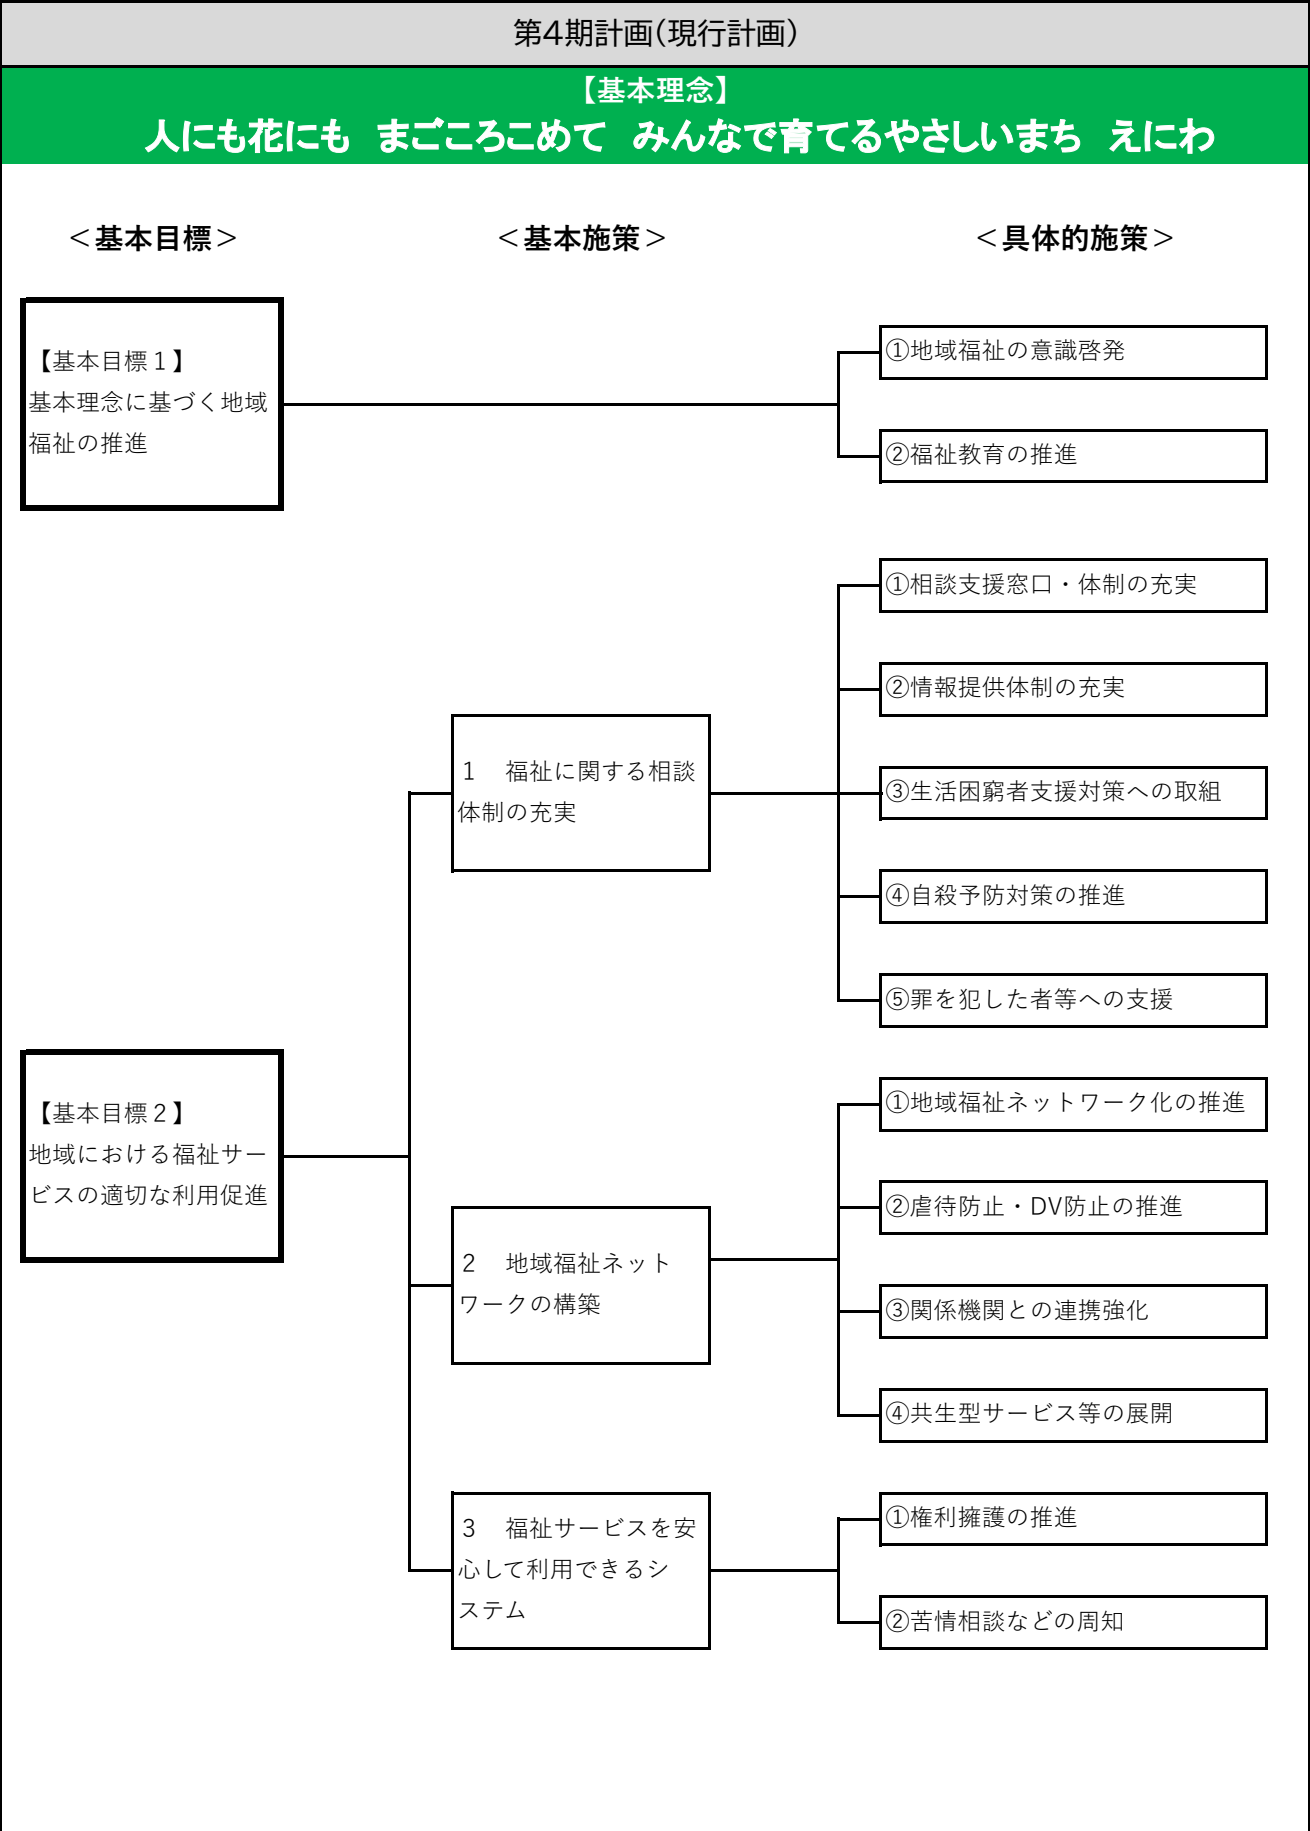 第4期計画(現行計画)
【基本理念】
人にも花にも　まごころこめて　みんなで育てるやさしいまち　えにわ
＜基本目標＞
＜基本施策＞
＜具体的施策＞
【基本目標１】
基本理念に基づく地域
福祉の推進
①地域福祉の意識啓発
②福祉教育の推進
【基本目標２】
地域における福祉サー
ビスの適切な利用促進
１　福祉に関する相談
体制の充実
①相談支援窓口・体制の充実
②情報提供体制の充実
③生活困窮者支援対策への取組
④自殺予防対策の推進
⑤罪を犯した者等への支援
２　地域福祉ネット
ワークの構築
①地域福祉ネットワーク化の推進
②虐待防止・DV防止の推進
③関係機関との連携強化
④共生型サービス等の展開
３　福祉サービスを安
心して利用できるシ
ステム
①権利擁護の推進
②苦情相談などの周知